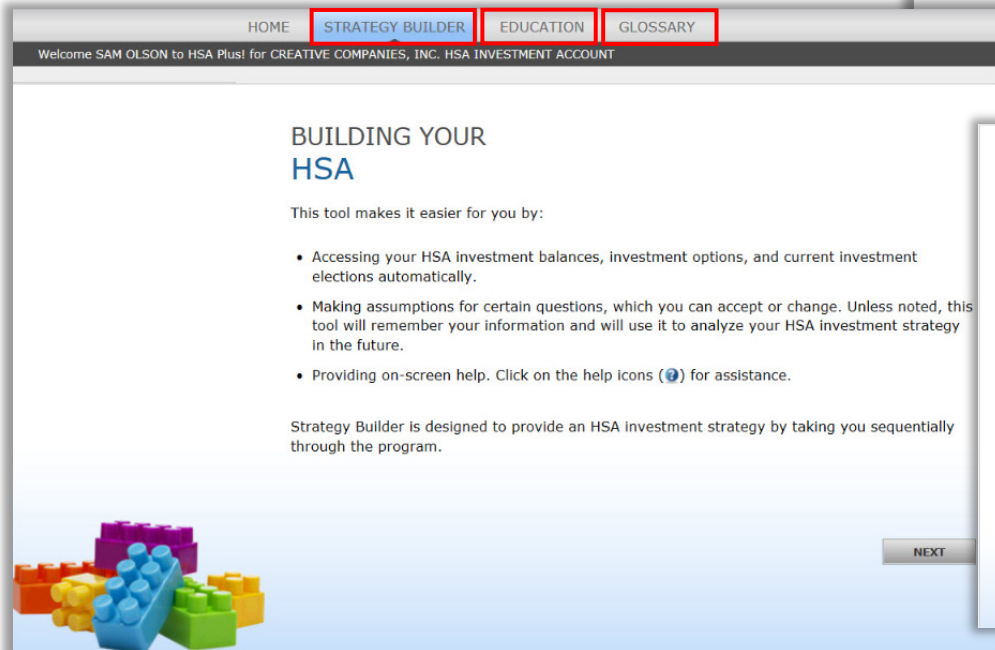 HOME STRATEGY BUILDER EDUCATION GLOSSARY
Welcome SAM OLSON to HSA Plus! for CREATIVE COMPANIES, INC. HSA INVESTMENT ACCOUNT
BUILDING YOUR
HSA
This tool makes it easier for you by:
• Accessing your HSA investment balances, investment options, and current investment
elections automatically.
• Making assumptions for certain questions, which you can accept or change. Unless noted, this
tool will remember your information and will use it to analyze your HSA investment strategy
in the future.
• Providing on-screen help. Click on the help icons (?) for assistance.
Strategy Builder is designed to provide an HSA investment strategy by taking you sequentially
through the program.
NEXT